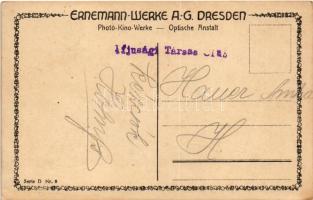 ERNEMANN-WERKE A-G. DRESDEN
Photo-Kino-Werke — Optische Anstalt
Ifjusági Társas
Hauer
H.
Serie D Nr. 8